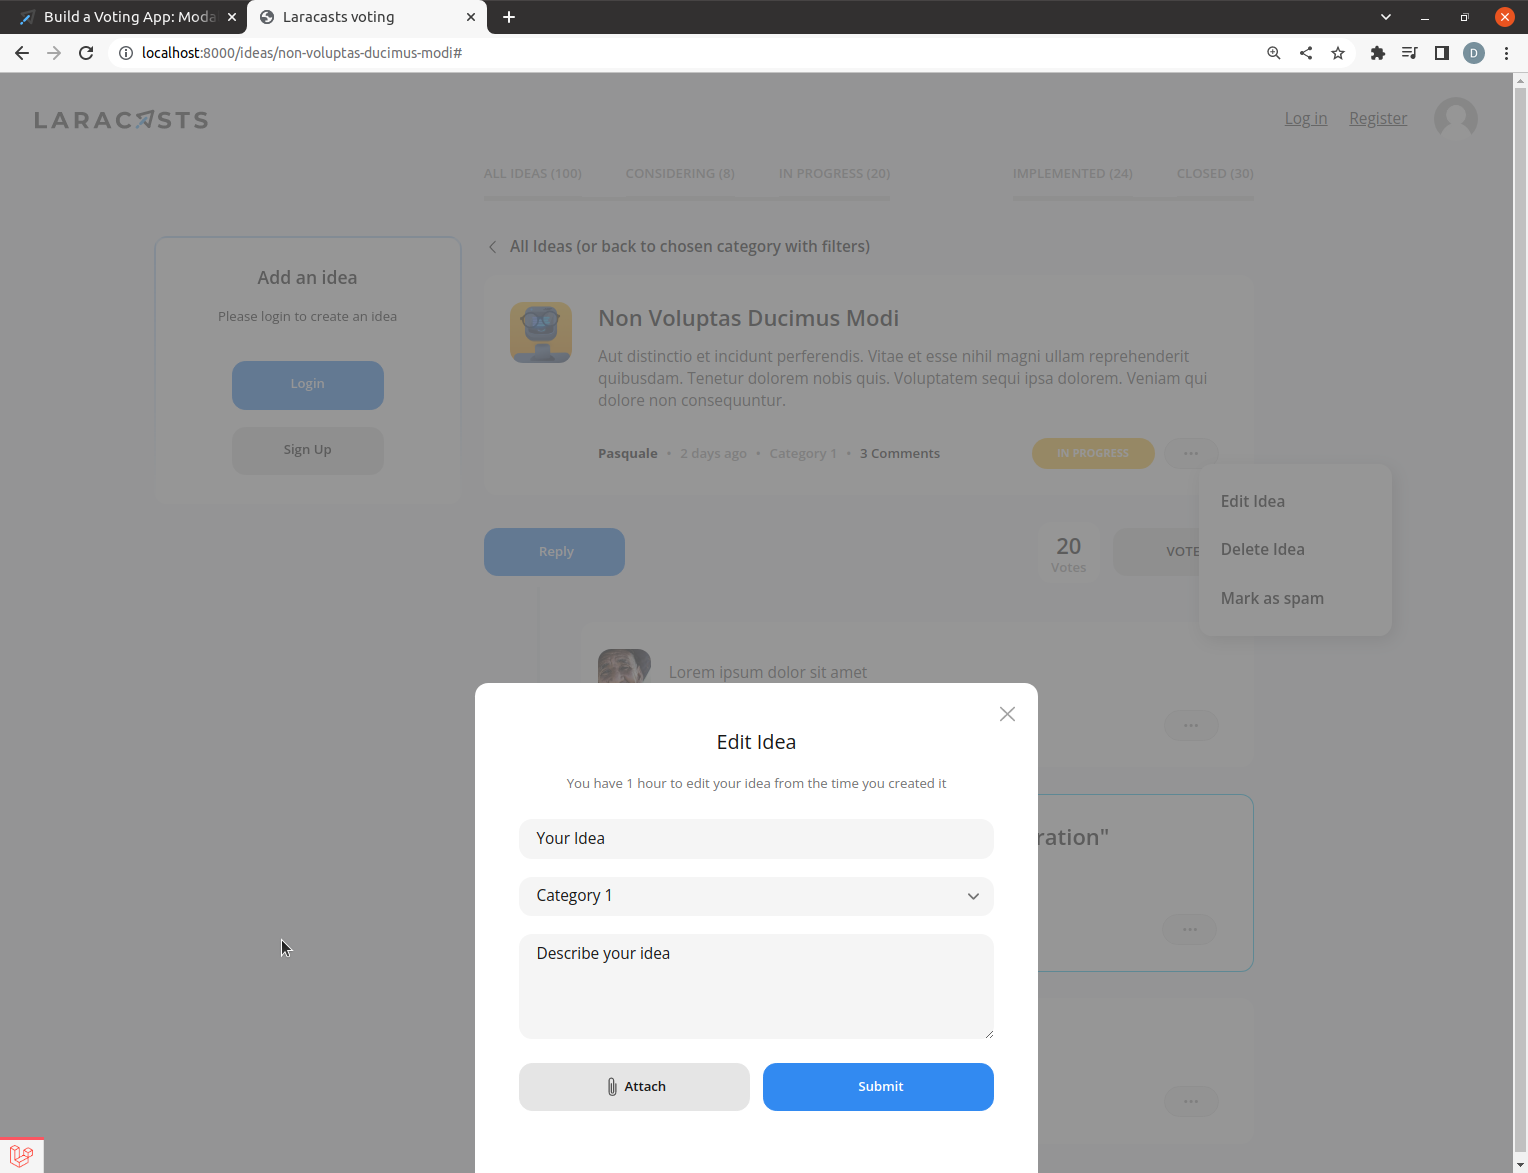 Build a Voting App: Moda
Laracasts voting
localhost:8000/ideas/non-voluptas-ducimus-modi#
D
LARACASTS
Log in
Register
ALL IDEAS (100)
CONSIDERING (8)
IN PROGRESS (20)
IMPLEMENTED (24)
CLOSED (30)
Add an idea
Please login to create an idea
Login
Sign Up
All Ideas (or back to chosen category with filters)
Non Voluptas Ducimus Modi
Aut distinctio et incidunt perferendis. Vitae et esse nihil magni ullam reprehenderit
quibusdam. Tenetur dolorem nobis quis. Voluptatem sequi ipsa dolorem. Veniam qui
dolore non consequuntur.
Pasquale • 2 days ago • Category 1 • 3 Comments
IN PROGRESS
Edit Idea
Delete Idea
Mark as spam
Reply
20
Votes
VOTE
Lorem ipsum dolor sit amet
ration"
Edit Idea
You have 1 hour to edit your idea from the time you created it
Your Idea
Category 1
Describe your idea
Attach
Submit